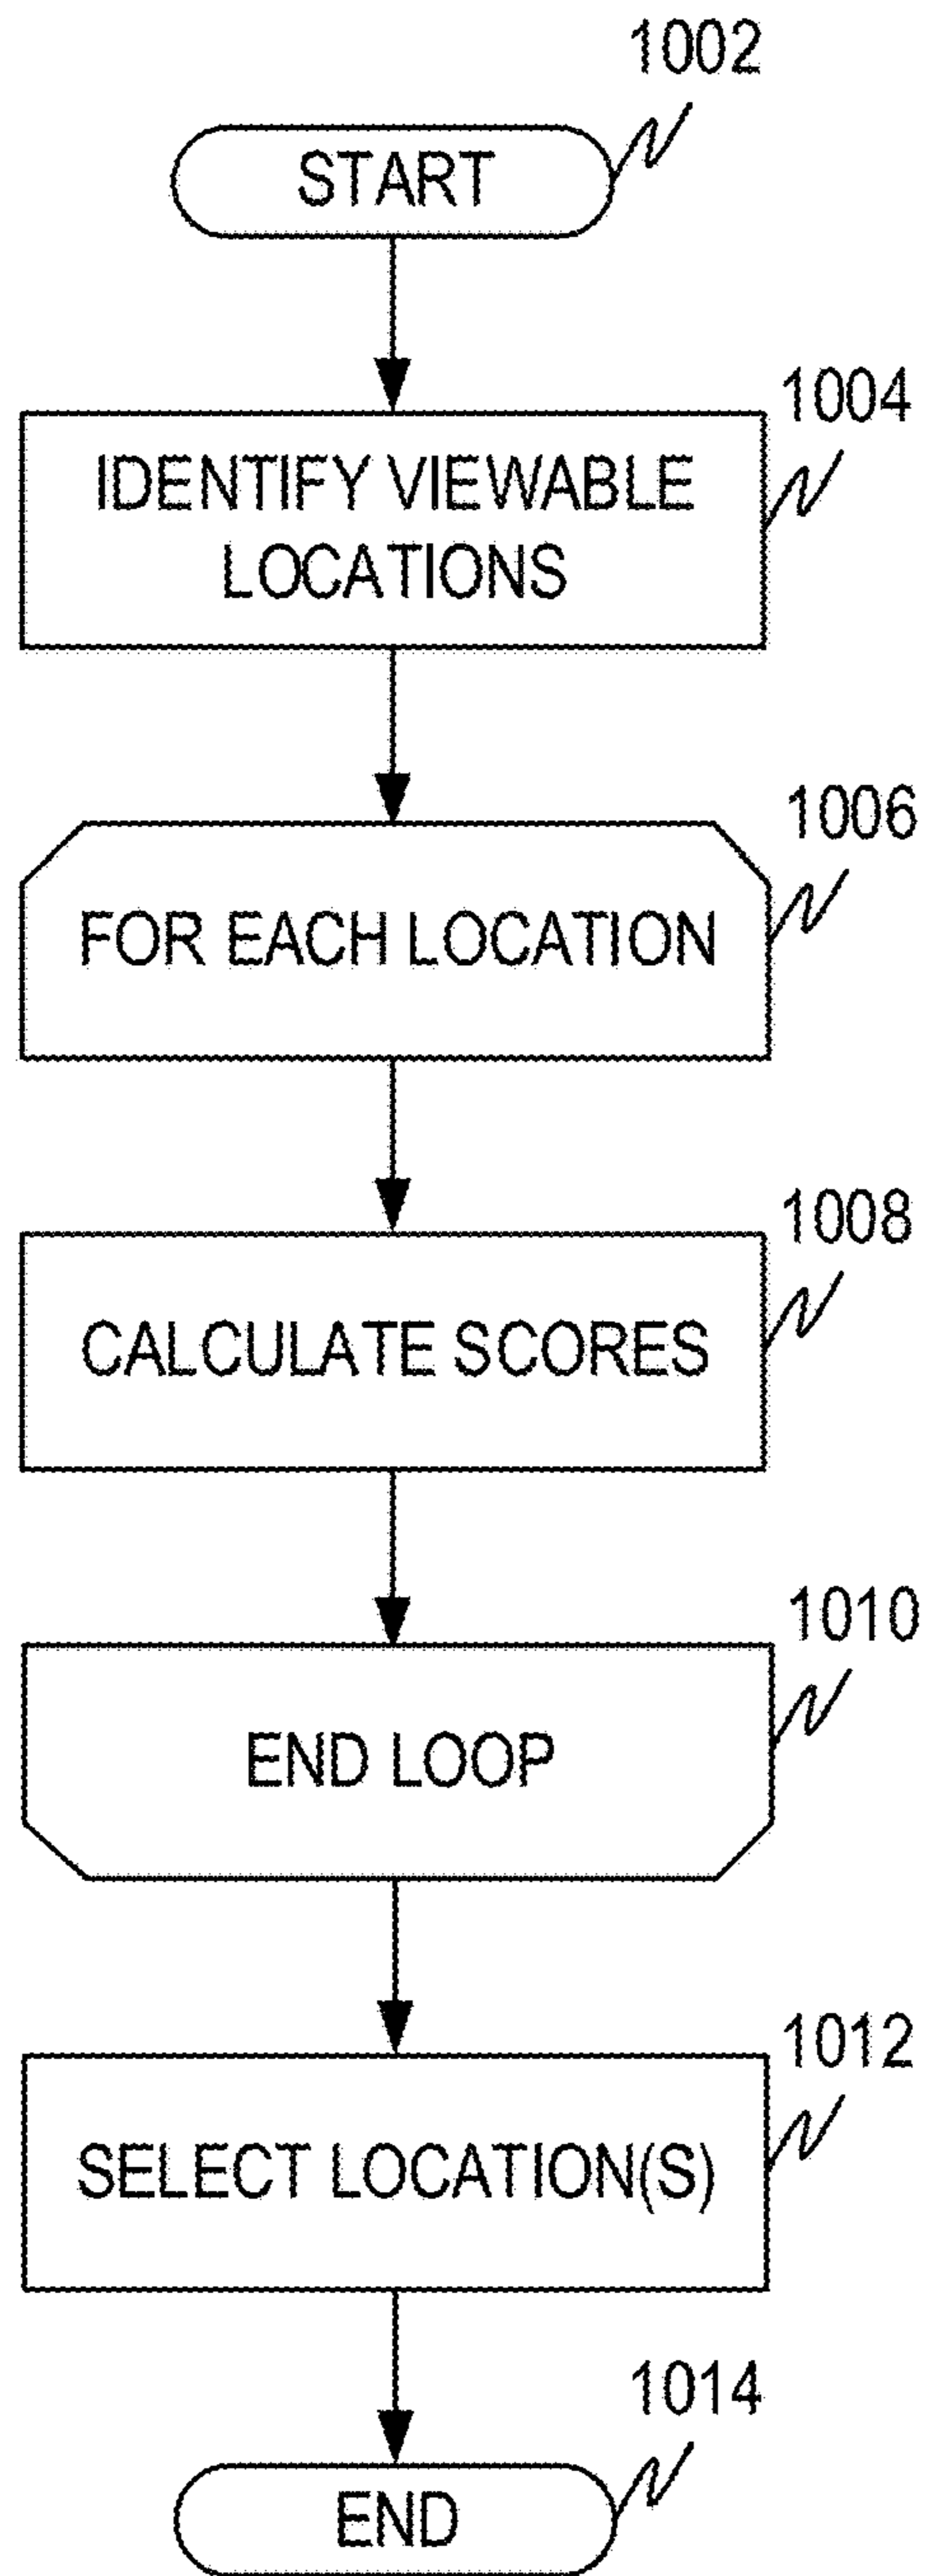 1002
START
1004
IDENTIFY VIEWABLE
LOCATIONS
1006
FOR EACH LOCATION
1008
CALCULATE SCORES
1010
END LOOP
1012
SELECT LOCATION(S)
1014
END